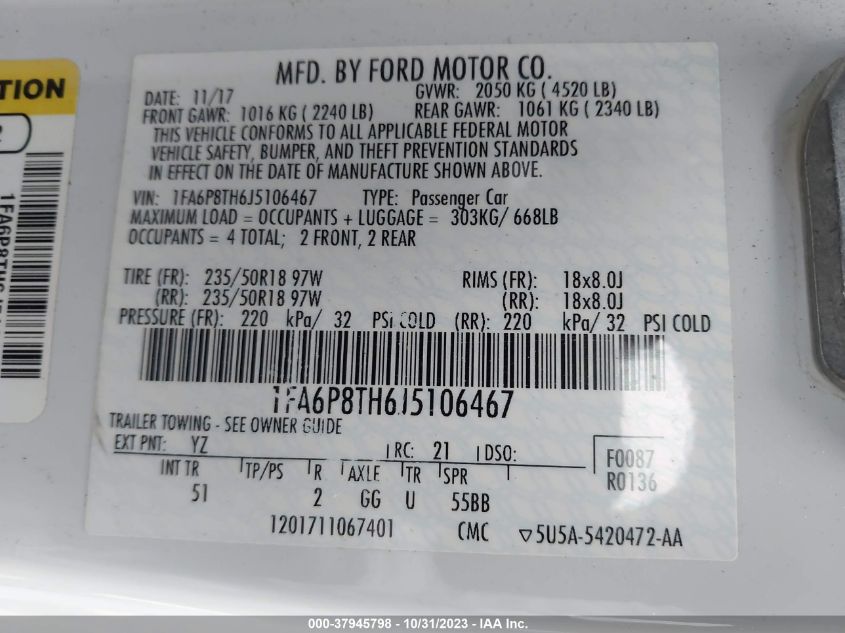 TION
MFD. BY FORD MOTOR CO.
DATE: 11/17 GVWR: 2050 KG ( 4520 LB)
FRONT GAWR: 1016 KG ( 2240 LB) REAR GAWR: 1061 KG ( 2340 LB)
THIS VEHICLE CONFORMS TO ALL APPLICABLE FEDERAL MOTOR
VEHICLE SAFETY, BUMPER, AND THEFT PREVENTION STANDARDS
IN EFFECT ON THE DATE OF MANUFACTURE SHOWN ABOVE.
VIN: 1FA6P8TH6J5106467 TYPE: Passenger Car
MAXIMUM LOAD = OCCUPANTS + LUGGAGE = 303KG/ 668LB
OCCUPANTS = 4 TOTAL; 2 FRONT, 2 REAR
TIRE (FR): 235/50R18 97W RIMS (FR): 18x8.0J
(RR): 235/50R18 97W (RR): 18x8.0J
PRESSURE (FR): 220 kPa/ 32 PSI COLD (RR): 220 kPa/ 32 PSI COLD
1FA6P8TH6J5106467
TRAILER TOWING - SEE OWNER GUIDE
EXT PNT: YZ RC: 21 DSO:
F0087
R0136
INT TR TP/PS R AXLE TR SPR
51 2 GG U 55BB
1201711067401 CMC ▽5U5A-5420472-AA
000-37945798 - 10/31/2023 - IAA Inc.